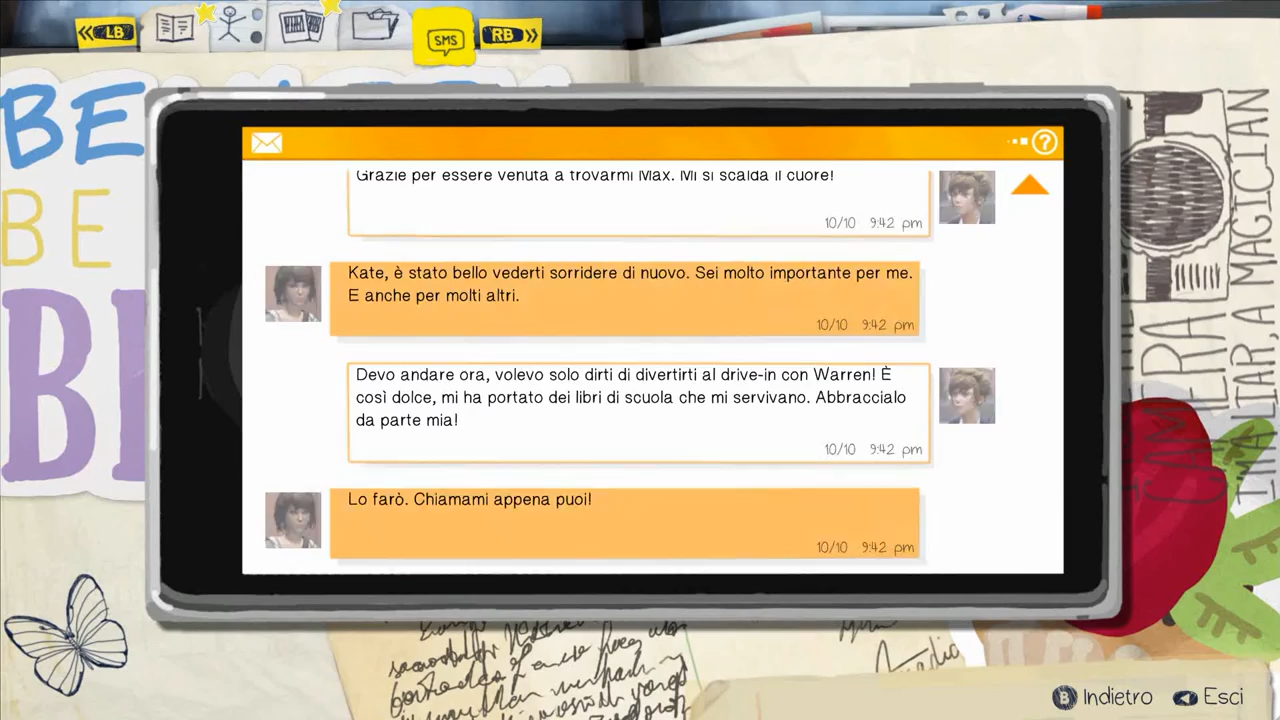 LB
SMS
RB
BE
BE
Grazie per essere venuta a trovarmi Max. Mi si scalda il cuore!
10/10 9:42 pm
Kate, è stato bello vederti sorridere di nuovo. Sei molto importante per me.
E anche per molti altri.
10/10 9:42 pm
Devo andare ora, volevo solo dirti di divertirti al drive-in con Warren! È
così dolce, mi ha portato dei libri di scuola che mi servivano. Abbraccialo
da parte mia!
10/10 9:42 pm
Lo farò. Chiamami appena puoi!
10/10 9:42 pm
B Indietro
Esci